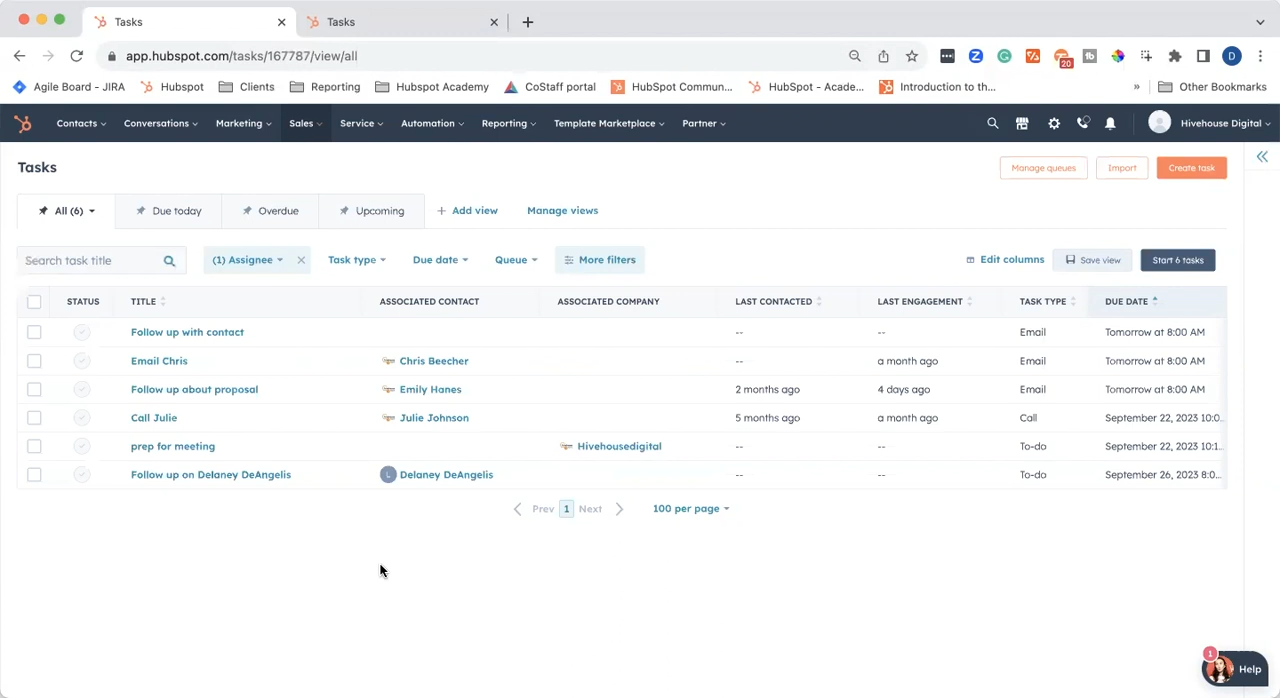 Tasks
Tasks
app.hubspot.com/tasks/167787/view/all
20
D
Agile Board - JIRA
Hubspot
Clients
Reporting
Hubspot Academy
CoStaff portal
HubSpot Commun...
HubSpot - Acade...
Introduction to th...
»
Other Bookmarks
Contacts
Conversations
Marketing
Sales
Service
Automation
Reporting
Template Marketplace
Partner
Hivehouse Digital
Tasks
Manage queues
Import
Create task
All (6)
Due today
Overdue
Upcoming
+ Add view
Manage views
Search task title
(1) Assignee
Task type
Due date
Queue
More filters
Edit columns
Save view
Start 6 tasks
STATUS TITLE ASSOCIATED CONTACT ASSOCIATED COMPANY LAST CONTACTED LAST ENGAGEMENT TASK TYPE DUE DATE
Follow up with contact -- -- Email Tomorrow at 8:00 AM
Email Chris Chris Beecher -- a month ago Email Tomorrow at 8:00 AM
Follow up about proposal Emily Hanes 2 months ago 4 days ago Email Tomorrow at 8:00 AM
Call Julie Julie Johnson 5 months ago a month ago Call September 22, 2023 10:0...
prep for meeting Hivehousedigital -- -- To-do September 22, 2023 10:1...
Follow up on Delaney DeAngelis L Delaney DeAngelis -- -- To-do September 26, 2023 8:0...
Prev 1 Next 100 per page
1
Help